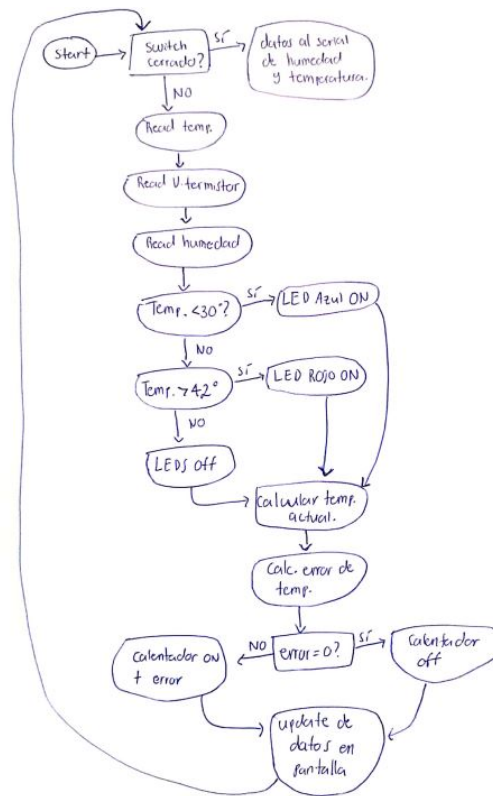 Start
Switch
cerrado?
SÍ
datos al serial
de humedad
y temperatura.
NO
Read temp.
Read V. termistor
Read humedad
Temp. <30°?
SÍ
LED Azul ON
NO
Temp. >42°
SÍ
LED ROJO ON
NO
LEDS Off
Calcular temp.
actual.
Calc. error de
temp.
error=0?
NO
SÍ
Calentador ON
+ error
Calentador
off
update de
datos en
pantalla